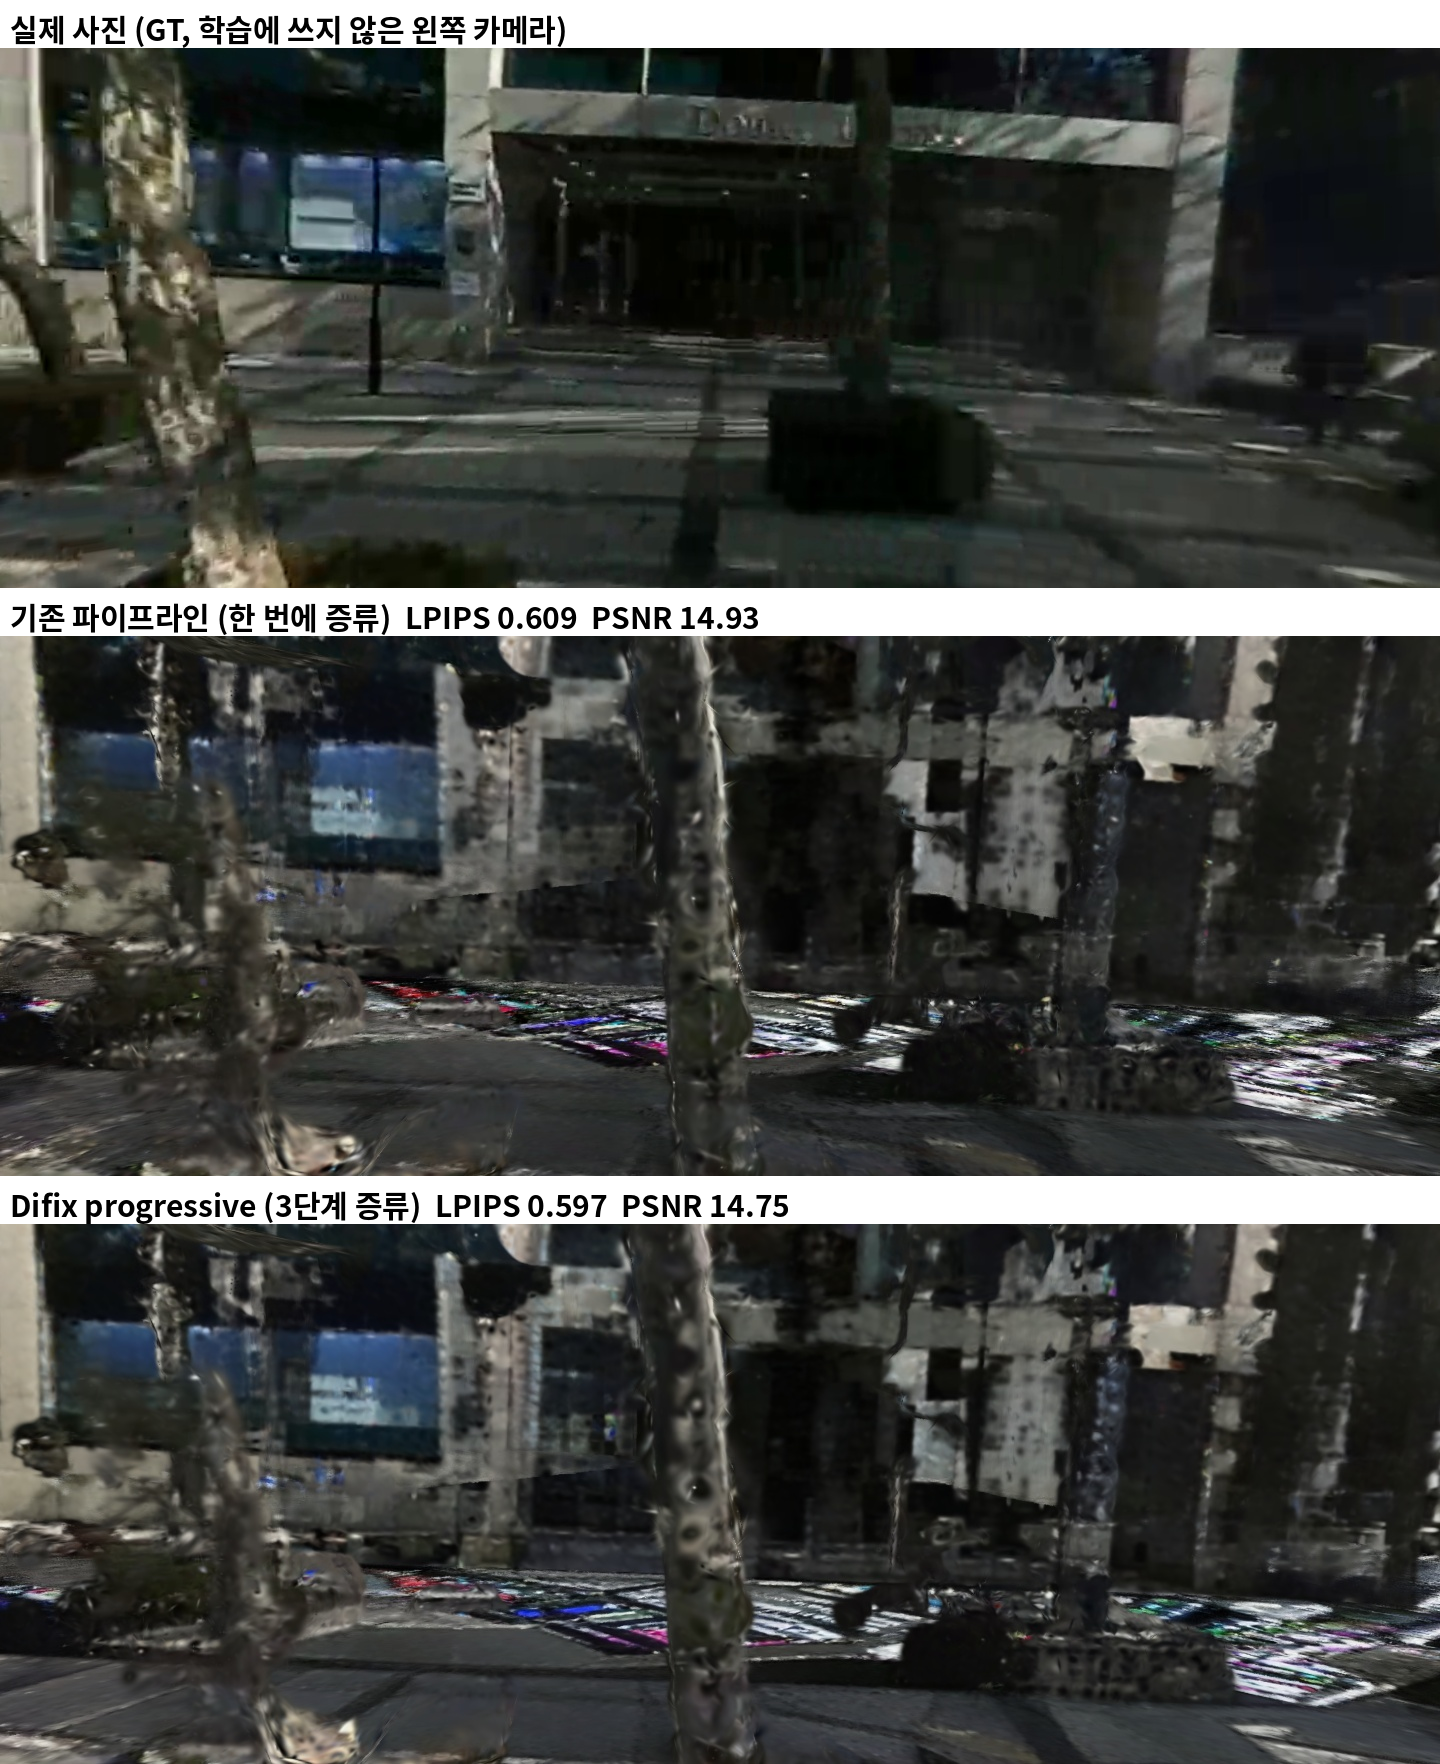 실제 사진 (GT, 학습에 쓰지 않은 왼쪽 카메라)
기존 파이프라인 (한 번에 증류) LPIPS 0.609 PSNR 14.93
Difix progressive (3단계 증류) LPIPS 0.597 PSNR 14.75